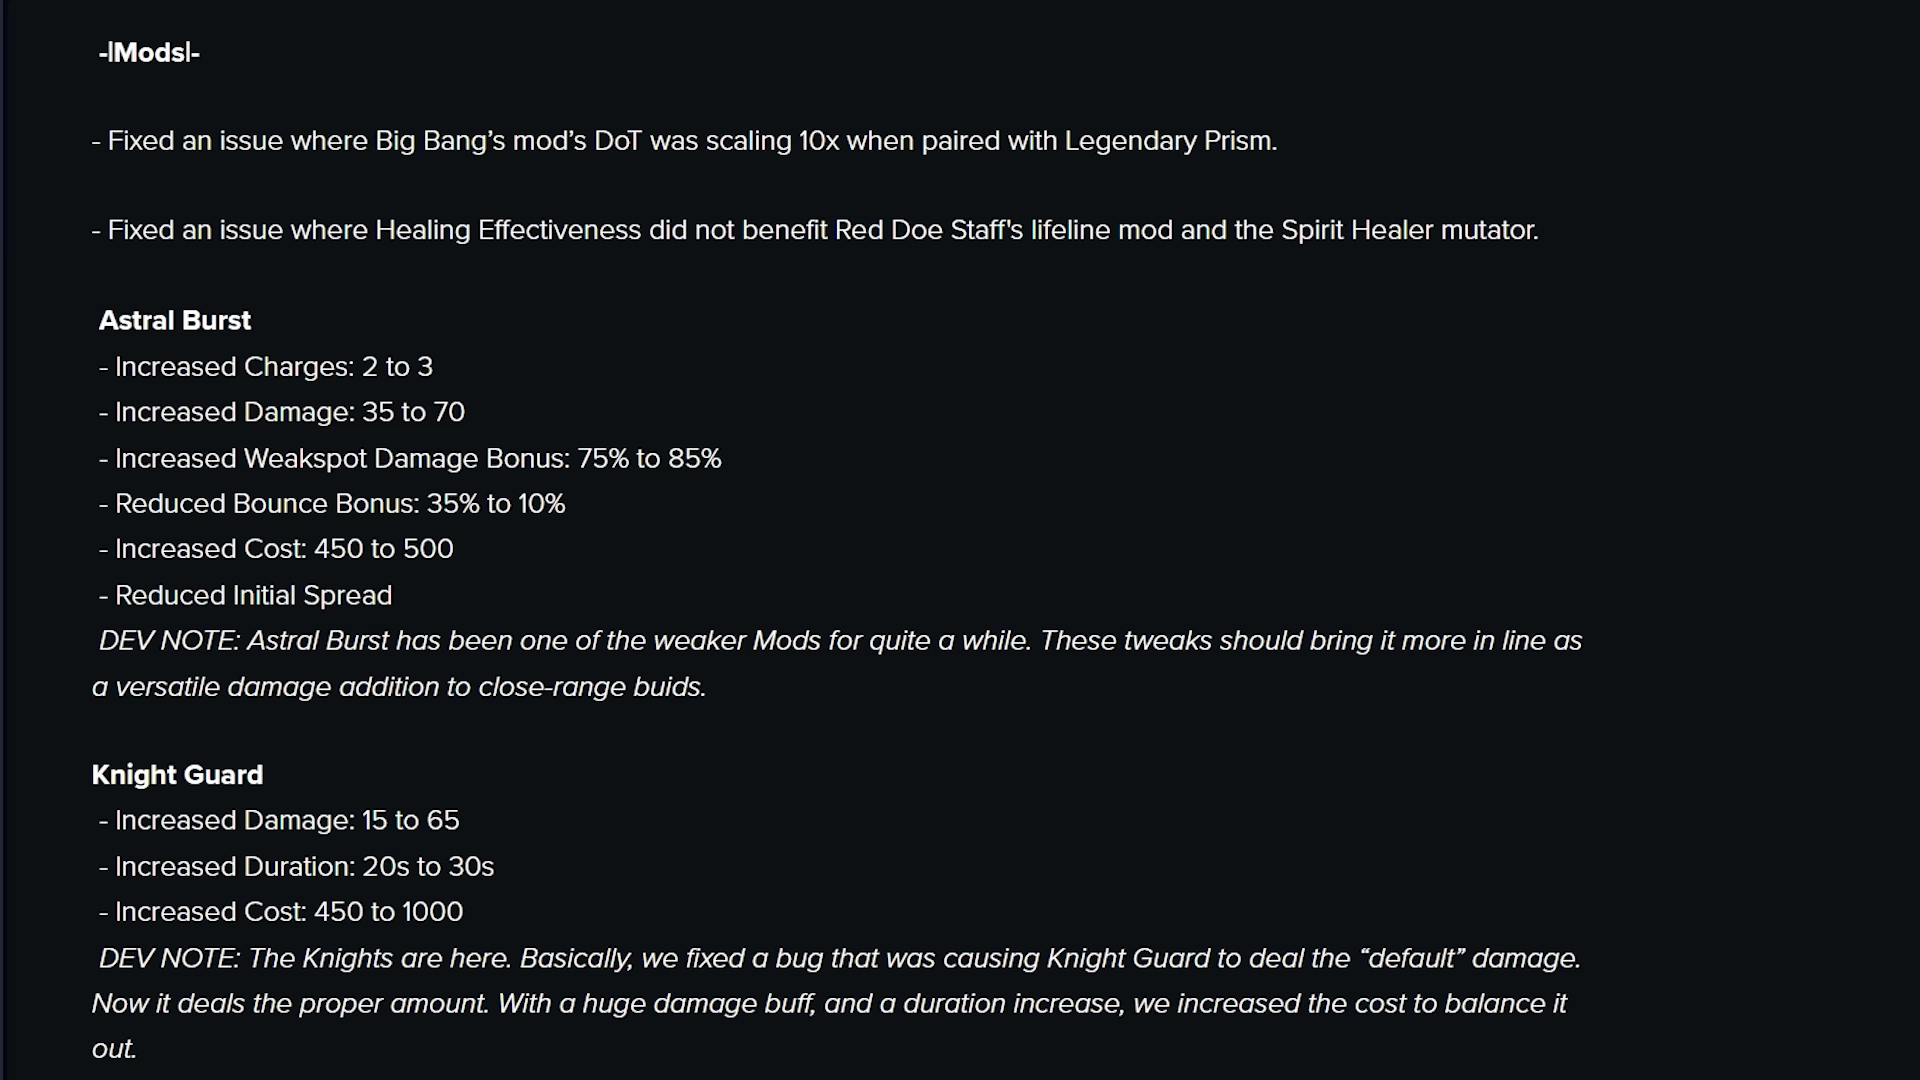 -|Mods|-
- Fixed an issue where Big Bang’s mod’s DoT was scaling 10x when paired with Legendary Prism.
- Fixed an issue where Healing Effectiveness did not benefit Red Doe Staff's lifeline mod and the Spirit Healer mutator.
Astral Burst
- Increased Charges: 2 to 3
- Increased Damage: 35 to 70
- Increased Weakspot Damage Bonus: 75% to 85%
- Reduced Bounce Bonus: 35% to 10%
- Increased Cost: 450 to 500
- Reduced Initial Spread
DEV NOTE: Astral Burst has been one of the weaker Mods for quite a while. These tweaks should bring it more in line as
a versatile damage addition to close-range buids.
Knight Guard
- Increased Damage: 15 to 65
- Increased Duration: 20s to 30s
- Increased Cost: 450 to 1000
DEV NOTE: The Knights are here. Basically, we fixed a bug that was causing Knight Guard to deal the “default” damage.
Now it deals the proper amount. With a huge damage buff, and a duration increase, we increased the cost to balance it
out.